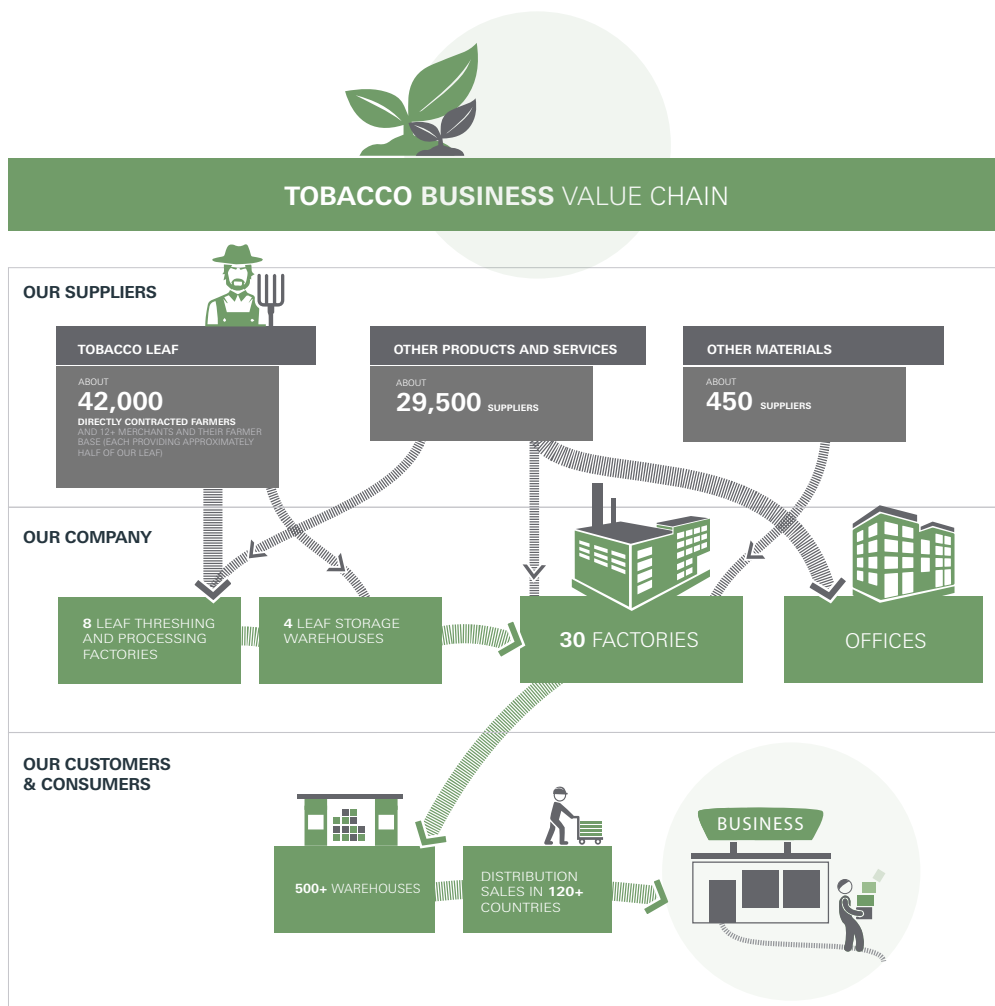 TOBACCO BUSINESS VALUE CHAIN
OUR SUPPLIERS
TOBACCO LEAF
ABOUT
42,000
DIRECTLY CONTRACTED FARMERS
AND 12+ MERCHANTS AND THEIR FARMER
BASE (EACH PROVIDING APPROXIMATELY
HALF OF OUR LEAF)
OTHER PRODUCTS AND SERVICES
ABOUT
29,500 SUPPLIERS
OTHER MATERIALS
ABOUT
450 SUPPLIERS
OUR COMPANY
8 LEAF THRESHING
AND PROCESSING
FACTORIES
4 LEAF STORAGE
WAREHOUSES
30 FACTORIES
OFFICES
OUR CUSTOMERS
& CONSUMERS
500+ WAREHOUSES
DISTRIBUTION
SALES IN 120+
COUNTRIES
BUSINESS